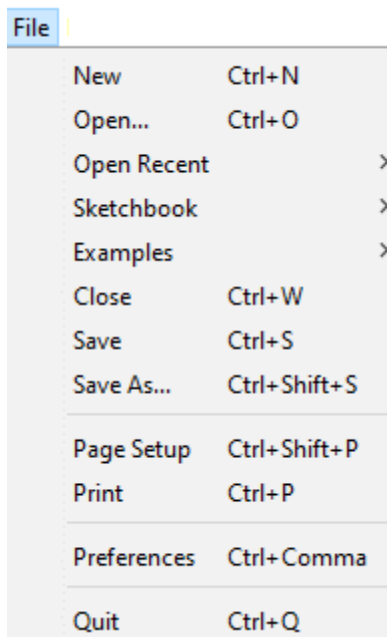 File
New Ctrl+N
Open... Ctrl+O
Open Recent
Sketchbook
Examples
Close Ctrl+W
Save Ctrl+S
Save As... Ctrl+Shift+S
Page Setup Ctrl+Shift+P
Print Ctrl+P
Preferences Ctrl+Comma
Quit Ctrl+Q